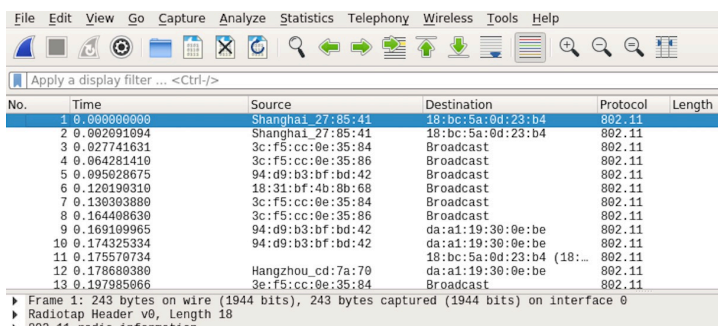 File Edit View Go Capture Analyze Statistics Telephony Wireless Tools Help
Apply a display filter ... <Ctrl-/>
No. Time Source Destination Protocol Length
1 0.000000000 Shanghai_27:85:41 18:bc:5a:0d:23:b4 802.11
2 0.002091094 Shanghai_27:85:41 18:bc:5a:0d:23:b4 802.11
3 0.027741631 3c:f5:cc:0e:35:84 Broadcast 802.11
4 0.064281410 3c:f5:cc:0e:35:86 Broadcast 802.11
5 0.095028675 94:d9:b3:bf:bd:42 Broadcast 802.11
6 0.120190310 18:31:bf:4b:8b:68 Broadcast 802.11
7 0.130303880 3c:f5:cc:0e:35:84 Broadcast 802.11
8 0.164408630 3c:f5:cc:0e:35:86 Broadcast 802.11
9 0.169109965 94:d9:b3:bf:bd:42 da:a1:19:30:0e:be 802.11
10 0.174325334 94:d9:b3:bf:bd:42 da:a1:19:30:0e:be 802.11
11 0.175570734 18:bc:5a:0d:23:b4 (18:… 802.11
12 0.178680380 Hangzhou_cd:7a:70 da:a1:19:30:0e:be 802.11
13 0.197985066 3e:f5:cc:0e:35:84 Broadcast 802.11
Frame 1: 243 bytes on wire (1944 bits), 243 bytes captured (1944 bits) on interface 0
Radiotap Header v0, Length 18
802.11 radio information